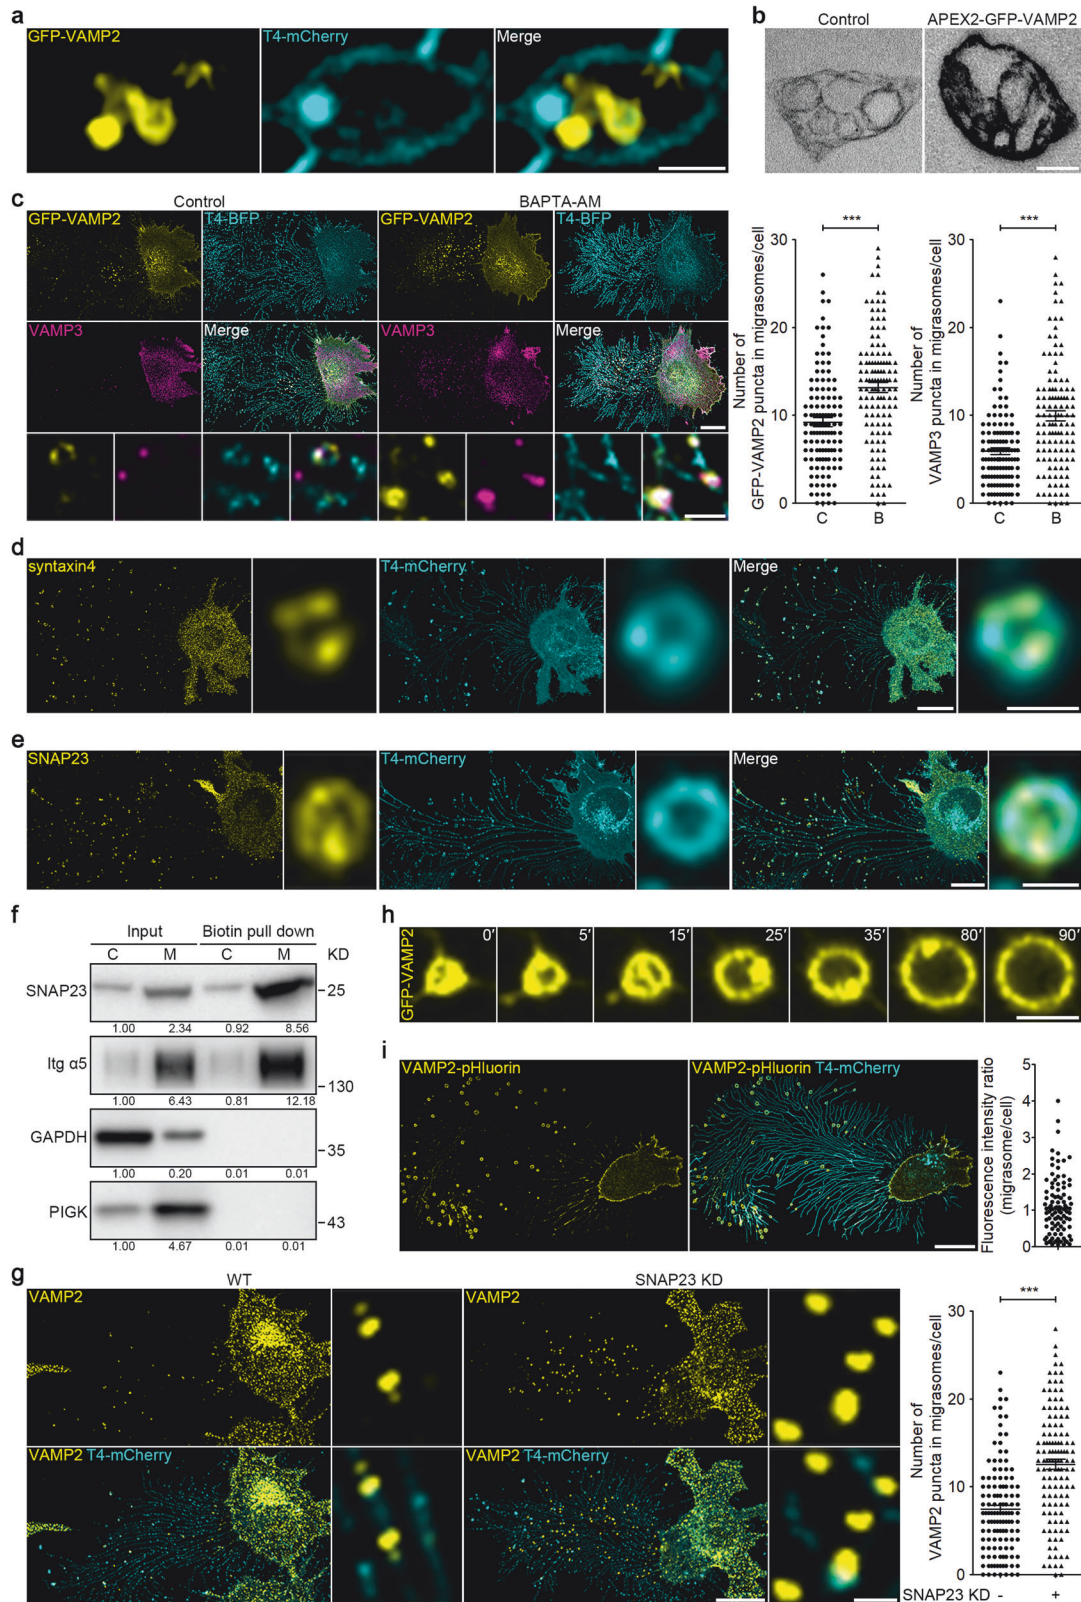 a
GFP-VAMP2 T4-mCherry Merge
b
Control APEX2-GFP-VAMP2
c
Control BAPTA-AM
GFP-VAMP2 T4-BFP GFP-VAMP2 T4-BFP
VAMP3 Merge VAMP3 Merge
***
30
20
10
0
Number of
GFP-VAMP2 puncta in migrasomes/cell
C B
***
30
20
10
0
Number of
VAMP3 puncta in migrasomes/cell
C B
d
syntaxin4 T4-mCherry Merge
e
SNAP23 T4-mCherry Merge
f
Input Biotin pull down
C M C M KD
SNAP23 25
1.00 2.34 0.92 8.56
Itg α5 130
1.00 6.43 0.81 12.18
GAPDH 35
1.00 0.20 0.01 0.01
PIGK 43
1.00 4.67 0.01 0.01
h
GFP-VAMP2
0′ 5′ 15′ 25′ 35′ 80′ 90′
i
VAMP2-pHluorin VAMP2-pHluorin T4-mCherry
Fluorescence intensity ratio
(migrasome/cell)
5
4
3
2
1
0
g
WT SNAP23 KD
VAMP2 VAMP2
VAMP2 T4-mCherry VAMP2 T4-mCherry
***
30
20
10
0
Number of
VAMP2 puncta in migrasomes/cell
SNAP23 KD - +